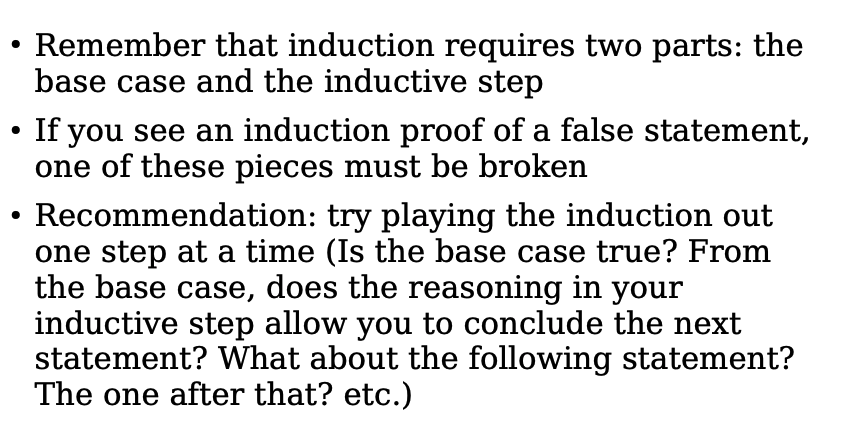 • Remember that induction requires two parts: the
base case and the inductive step
• If you see an induction proof of a false statement,
one of these pieces must be broken
• Recommendation: try playing the induction out
one step at a time (Is the base case true? From
the base case, does the reasoning in your
inductive step allow you to conclude the next
statement? What about the following statement?
The one after that? etc.)